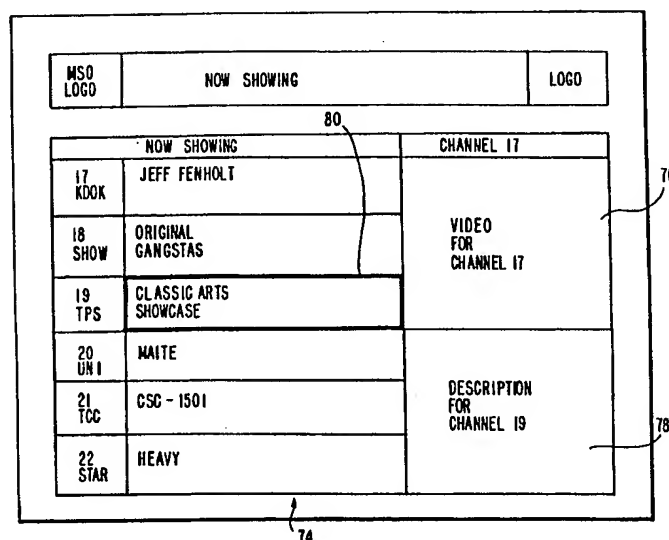 MSO
LOGO
NOW SHOWING
LOGO
80
NOW SHOWING
CHANNEL 17
17
KDOK
JEFF FENHOLT
18
SHOW
ORIGINAL
GANGSTAS
19
TPS
CLASSIC ARTS
SHOWCASE
20
UNI
MAITE
21
TCC
CSC - 1501
22
STAR
HEAVY
VIDEO
FOR
CHANNEL 17
DESCRIPTION
FOR
CHANNEL 19
78
74